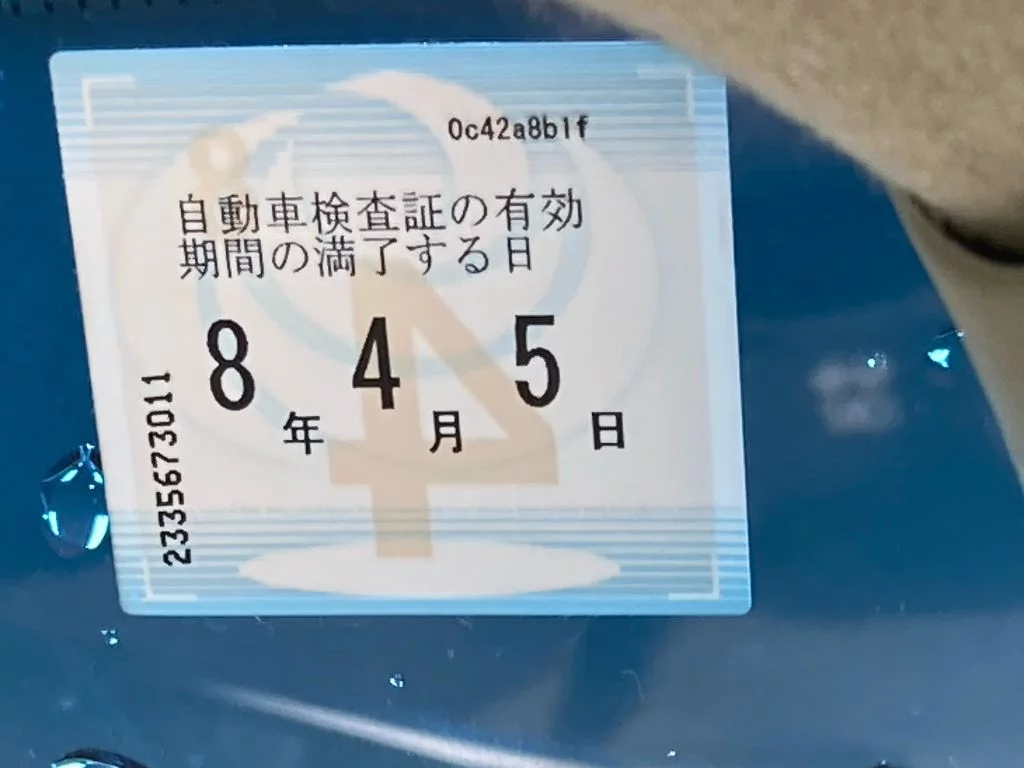 0c42a8b1f
自動車検査証の有効
期間の満了する日
8年 4月 5日
2335673011
4